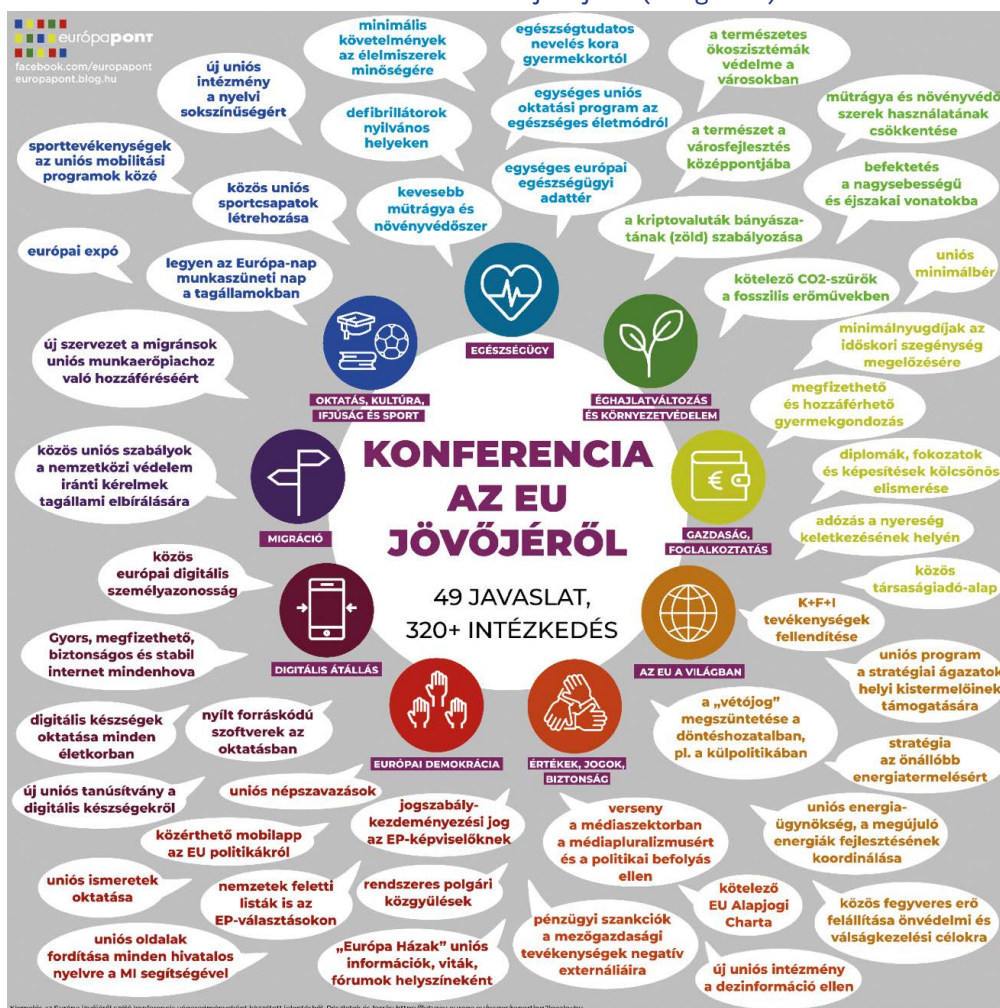 európaPONT
facebook.com/europapont
europapont.blog.hu
új uniós
intézmény
a nyelvi
sokszínűségért
sporttevékenységek
az uniós mobilitási
programok közé
közös uniós
sportcsapatok
létrehozása
európai expó
legyen az Európa-nap
munkaszüneti nap
a tagállamokban
minimális
követelmények
az élelmiszerek
minőségére
defibrillátorok
nyilvános
helyeken
kevesebb
műtrágya és
növényvédőszer
egészségtudatos
nevelés kora
gyermekkortól
egységes uniós
oktatási program az
egészséges életmódról
egységes európai
egészségügyi
adattér
a természetes
ökoszisztémák
védelme a
városokban
a természet a
városfejlesztés
középpontjába
műtrágya és növényvédő
szerek használatának
csökkentése
befektetés
a nagysebességű
és éjszakai vonatokba
a kriptovaluták bányásza-
tának (zöld) szabályozása
kötelező CO2-szűrők
a fosszilis erőművekben
uniós
minimálbér
minimálnyugdíjak az
időskori szegénység
megelőzésére
megfizethető
és hozzáférhető
gyermekgondozás
diplomák, fokozatok
és képesítések kölcsönös
elismerése
adózás a nyereség
keletkezésének helyén
közös
társaságiadó-alap
EGÉSZSÉGÜGY
OKTATÁS, KULTÚRA,
IFJÚSÁG ÉS SPORT
ÉGHAJLATVÁLTOZÁS
ÉS KÖRNYEZETVÉDELEM
új szervezet a migránsok
uniós munkaerőpiachoz
való hozzáféréséért
közös uniós szabályok
a nemzetközi védelem
iránti kérelmek
tagállami elbírálására
MIGRÁCIÓ
KONFERENCIA
AZ EU
JÖVŐJÉRŐL
49 JAVASLAT,
320+ INTÉZKEDÉS
€
GAZDASÁG,
FOGLALKOZTATÁS
közös
európai digitális
személyazonosság
Gyors, megfizethető,
biztonságos és stabil
internet mindenhova
DIGITÁLIS ÁTÁLLÁS
digitális készségek
oktatása minden
életkorban
nyílt forráskódú
szoftverek az
oktatásban
új uniós tanúsítvány a
digitális készségekről
AZ EU A VILÁGBAN
K+F+I
tevékenységek
fellendítése
uniós program
a stratégiai ágazatok
helyi kistermelőinek
támogatására
a „vétójog”
megszüntetése a
döntéshozatalban,
pl. a külpolitikában
stratégia
az önállóbb
energiatermelésért
uniós energia-
ügynökség, a megújuló
energiák fejlesztésének
koordinálása
közös fegyveres erő
felállítása önvédelmi és
válságkezelési célokra
EURÓPAI DEMOKRÁCIA
ÉRTÉKEK, JOGOK,
BIZTONSÁG
uniós népszavazások
jogszabály-
kezdeményezési jog
az EP-képviselőknek
közérthető mobilapp
az EU politikákról
uniós ismeretek
oktatása
nemzetek feletti
listák is az
EP-választásokon
rendszeres polgári
közgyűlések
uniós oldalak
fordítása minden hivatalos
nyelvre a MI segítségével
„Európa Házak” uniós
információk, viták,
fórumok helyszíneként
verseny
a médiaszektorban
a médiapluralizmusért
és a politikai befolyás
ellen
kötelező
EU Alapjogi
Charta
pénzügyi szankciók
a mezőgazdasági
tevékenységek negatív
externáliáira
új uniós intézmény
a dezinformáció ellen